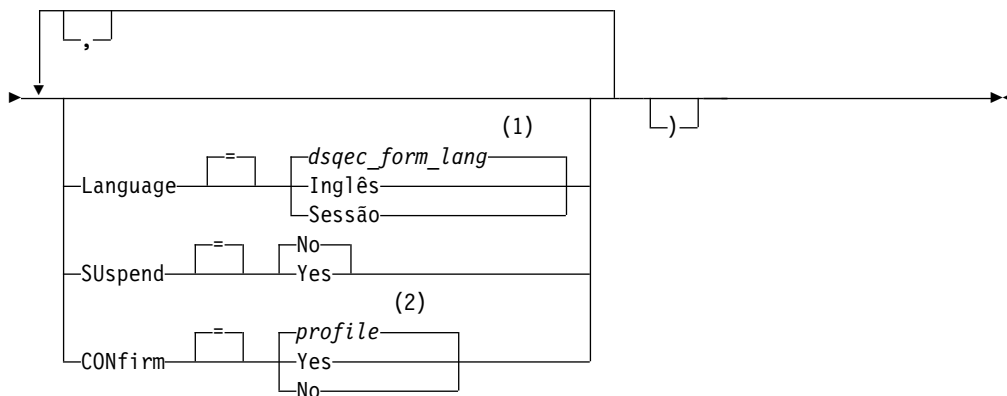 ,
)
(1)
= dsqec_form_lang
Language Inglês
Sessão
= No
SUspend Yes
(2)
= profile
CONfirm Yes
No